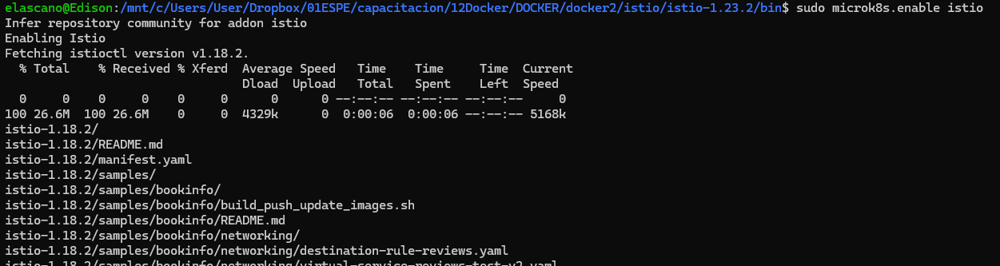 elascano@Edison:/mnt/c/Users/User/Dropbox/01ESPE/capacitacion/12Docker/DOCKER/docker2/istio/istio-1.23.2/bin$ sudo microk8s.enable istio
Infer repository community for addon istio
Enabling Istio
Fetching istioctl version v1.18.2.
  % Total    % Received % Xferd  Average Speed   Time    Time     Time  Current
                                 Dload  Upload   Total   Spent    Left  Speed
  0     0    0     0    0     0      0      0 --:--:-- --:--:-- --:--:--     0
100 26.6M  100 26.6M    0     0  4329k      0  0:00:06  0:00:06 --:--:-- 5168k
istio-1.18.2/
istio-1.18.2/README.md
istio-1.18.2/manifest.yaml
istio-1.18.2/samples/
istio-1.18.2/samples/bookinfo/
istio-1.18.2/samples/bookinfo/build_push_update_images.sh
istio-1.18.2/samples/bookinfo/README.md
istio-1.18.2/samples/bookinfo/networking/
istio-1.18.2/samples/bookinfo/networking/destination-rule-reviews.yaml
istio-1.18.2/samples/bookinfo/networking/virtual-service-reviews-test-v2.yaml